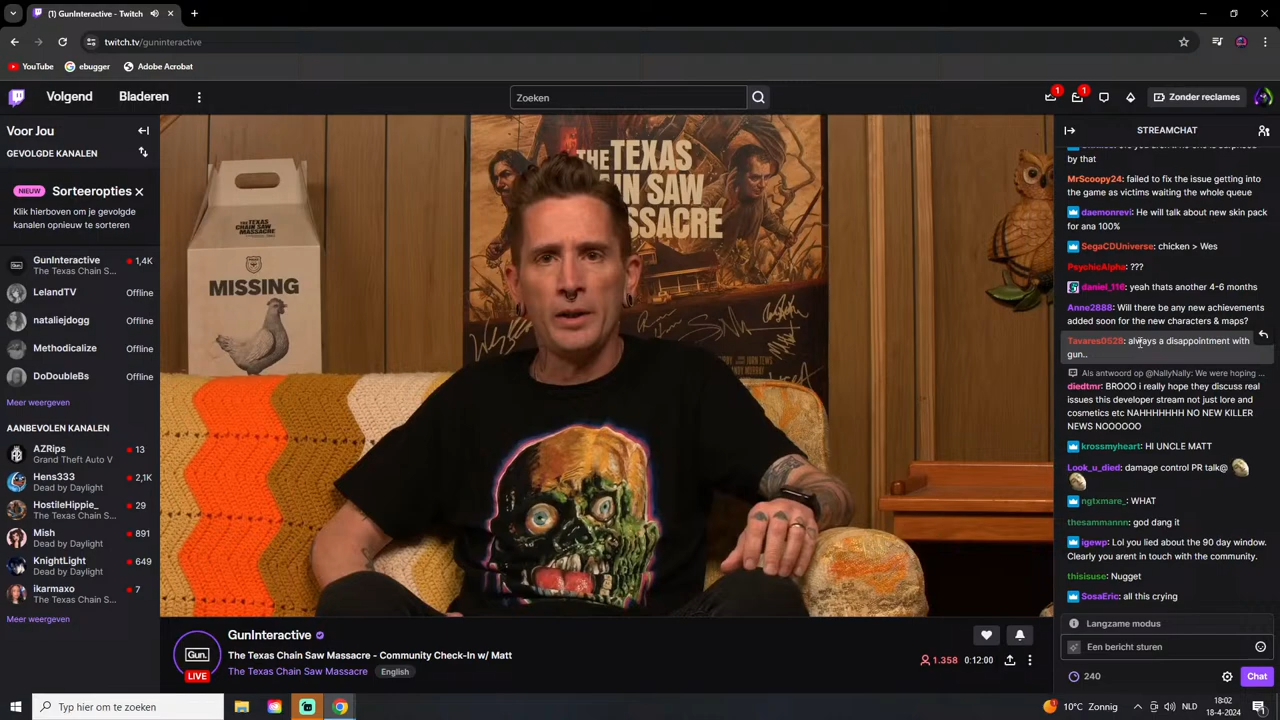 GunInteractive - Twitch
twitch.tv/guninteractive
YouTube
ebugger
Adobe Acrobat
Volgend
Bladeren
Zoeken
1
1
Zonder reclames
Voor Jou
GEVOLGDE KANALEN
NIEUW
Sorteeropties
Klik hierboven om je gevolgde
kanalen opnieuw te sorteren
GunInteractive
1,4K
The Texas Chain S...
LelandTV
Offline
nataliejdogg
Offline
Methodicalize
Offline
DoDoubleBs
Offline
Meer weergeven
AANBEVOLEN KANALEN
AZRips
13
Grand Theft Auto V
Hens333
2,1K
Dead by Daylight
HostileHippie_
29
The Texas Chain S...
Mish
891
Dead by Daylight
KnightLight
649
Dead by Daylight
ikarmaxo
7
The Texas Chain S...
Meer weergeven
THE TEXAS
CHAIN SAW
MASSACRE
MISSING
THE TEXAS
CHAIN SAW
MASSACRE
Gun.
LIVE
GunInteractive
The Texas Chain Saw Massacre - Community Check-In w/ Matt
The Texas Chain Saw Massacre
English
1.358
0:12:00
STREAMCHAT
by that
MrScoopy24: failed to fix the issue getting into
the game as victims waiting the whole queue
daemonrevi: He will talk about new skin pack
for ana 100%
SegaCDUniverse: chicken > Wes
PsychicAlpha: ???
daniel_116: yeah thats another 4-6 months
Anne2888: Will there be any new achievements
added soon for the new characters & maps?
Tavares0528: always a disappointment with
gun..
Als antwoord op @NallyNally: We were hoping ...
diedtmr: BROOO i really hope they discuss real
issues this developer stream not just lore and
cosmetics etc NAHHHHHHH NO NEW KILLER
NEWS NOOOOOO
krossmyheart: HI UNCLE MATT
Look_u_died: damage control PR talk@
ngtxmare_: WHAT
thesammannn: god dang it
igewp: Lol you lied about the 90 day window.
Clearly you arent in touch with the community.
thisisuse: Nugget
SosaEric: all this crying
Langzame modus
Een bericht sturen
240
Chat
Typ hier om te zoeken
10°C Zonnig
NLD
18:02
18-4-2024
1